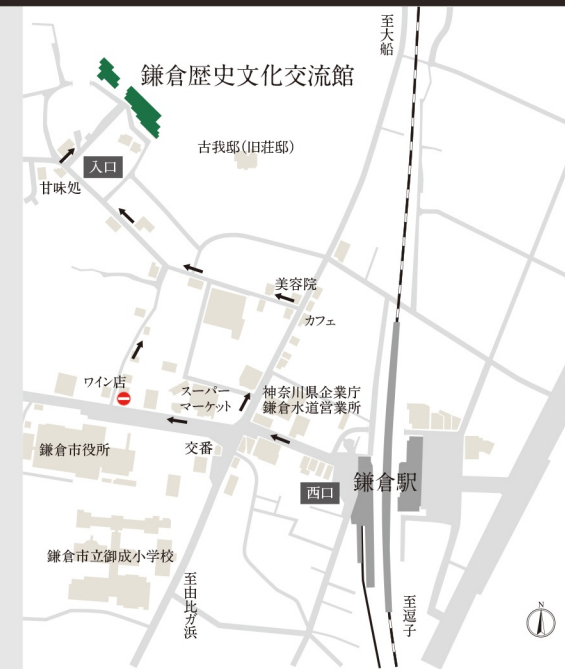 至大船
鎌倉歴史文化交流館
古我邸(旧荘邸)
入口
甘味処
美容院
カフェ
ワイン店
スーパー
マーケット
神奈川県企業庁
鎌倉水道営業所
交番
鎌倉市役所
西口
鎌倉駅
鎌倉市立御成小学校
至由比ガ浜
至逗子
N